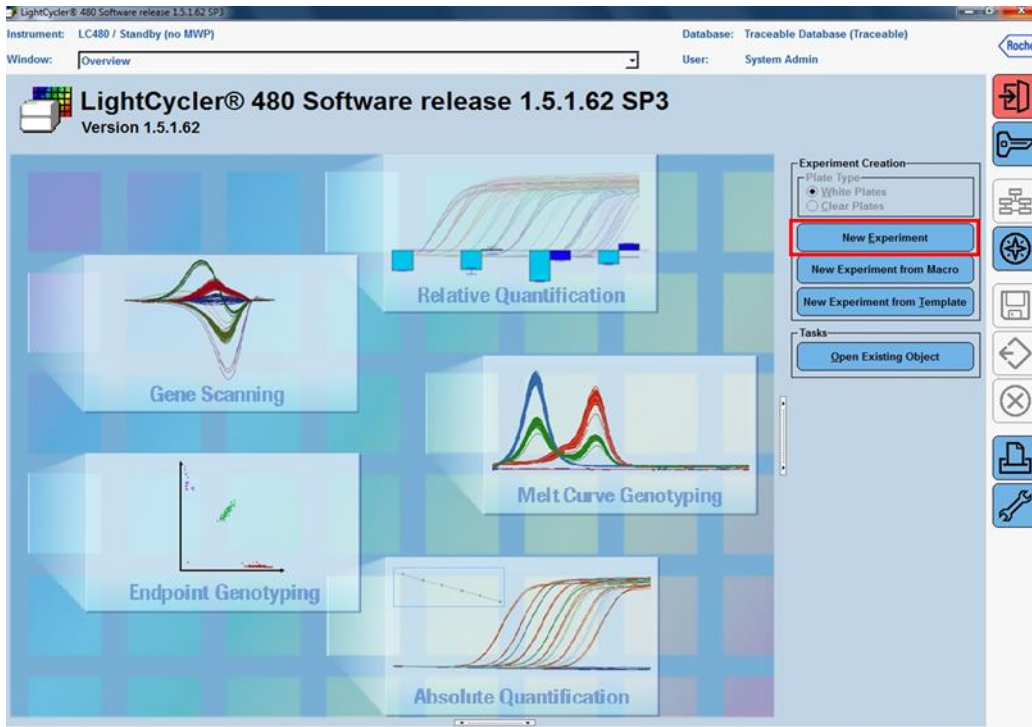 LightCycler® 480 Software release 1.5.1.62 SP3
Instrument: LC480 / Standby (no MWP) Database: Traceable Database (Traceable)
Window: Overview User: System Admin
Roche
LightCycler® 480 Software release 1.5.1.62 SP3
Version 1.5.1.62
Experiment Creation
Plate Type
White Plates
Clear Plates
New Experiment
New Experiment from Macro
New Experiment from Template
Tasks
Open Existing Object
Relative Quantification
Gene Scanning
Melt Curve Genotyping
Endpoint Genotyping
Absolute Quantification